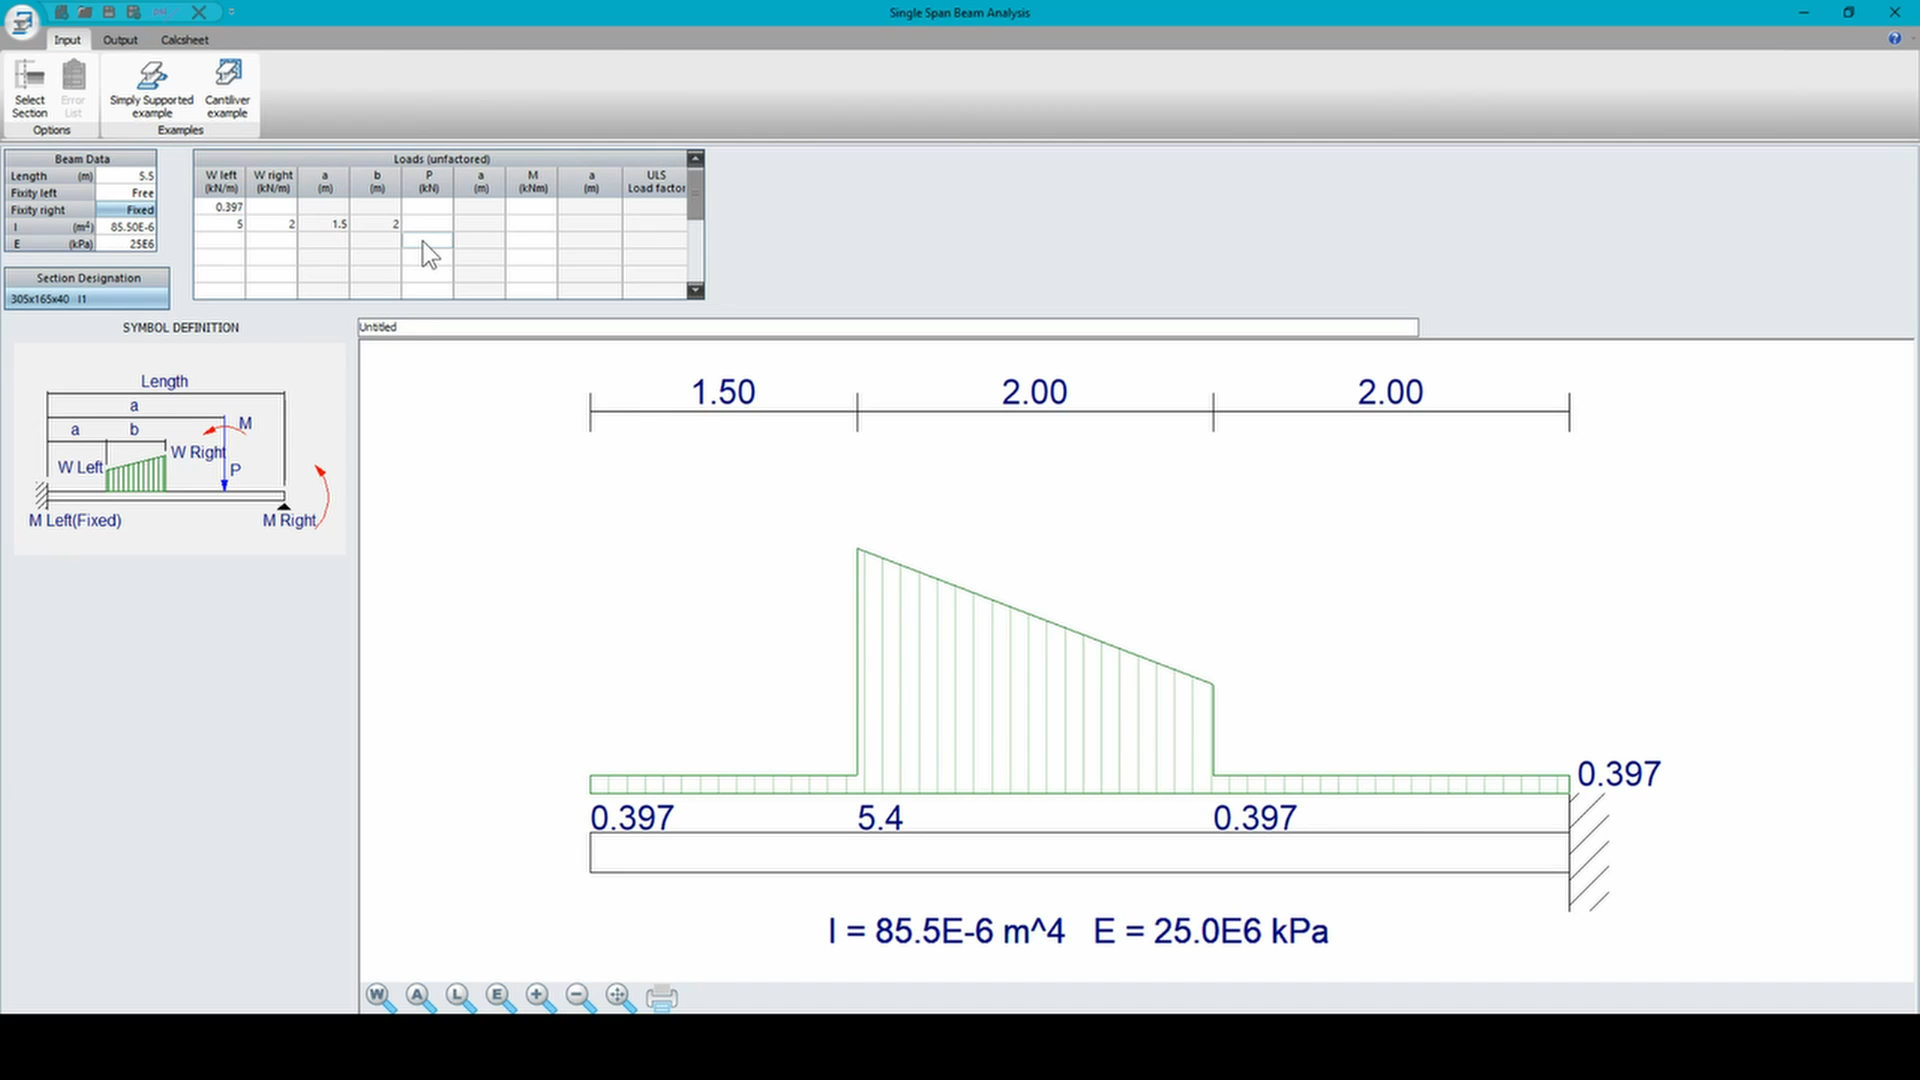 Single Span Beam Analysis
Input Output Calcsheet
Select Section
Error List
Simply Supported example
Cantiliver example
Options
Examples
Beam Data
Length (m) 5.5
Fixity left Free
Fixity right Fixed
I (m⁴) 85.50E-6
E (kPa) 25E6
Section Designation
305x165x40 I1
Loads (unfactored)
W left (kN/m) W right (kN/m) a (m) b (m) P (kN) a (m) M (kNm) a (m) ULS Load factor
0.397
5 2 1.5 2
SYMBOL DEFINITION
Untitled
Length
a
M
a b
W Right
W Left
P
M Left(Fixed) M Right
1.50 2.00 2.00
0.397
0.397 5.4 0.397
I = 85.5E-6 m^4 E = 25.0E6 kPa
W A L E